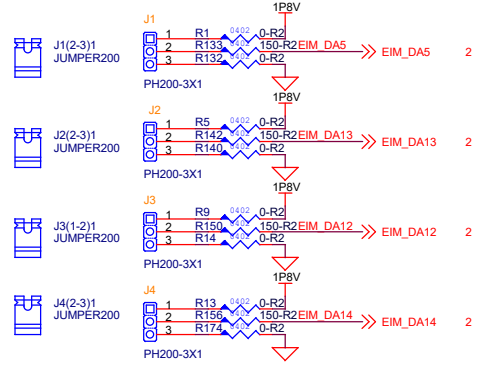 1P8V
J1
1 R1 0402 0-R2
J1(2-3)1 2 R133 0402 150-R2 EIM_DA5 EIM_DA5 2
JUMPER200 3 R132 0402 0-R2
PH200-3X1
1P8V
J2
1 R5 0402 0-R2
J2(2-3)1 2 R142 0402 150-R2 EIM_DA13 EIM_DA13 2
JUMPER200 3 R140 0402 0-R2
PH200-3X1
1P8V
J3
1 R9 0402 0-R2
J3(1-2)1 2 R150 0402 150-R2 EIM_DA12 EIM_DA12 2
JUMPER200 3 R14 0402 0-R2
PH200-3X1
1P8V
J4
1 R13 0402 0-R2
J4(2-3)1 2 R156 0402 150-R2 EIM_DA14 EIM_DA14 2
JUMPER200 3 R174 0402 0-R2
PH200-3X1